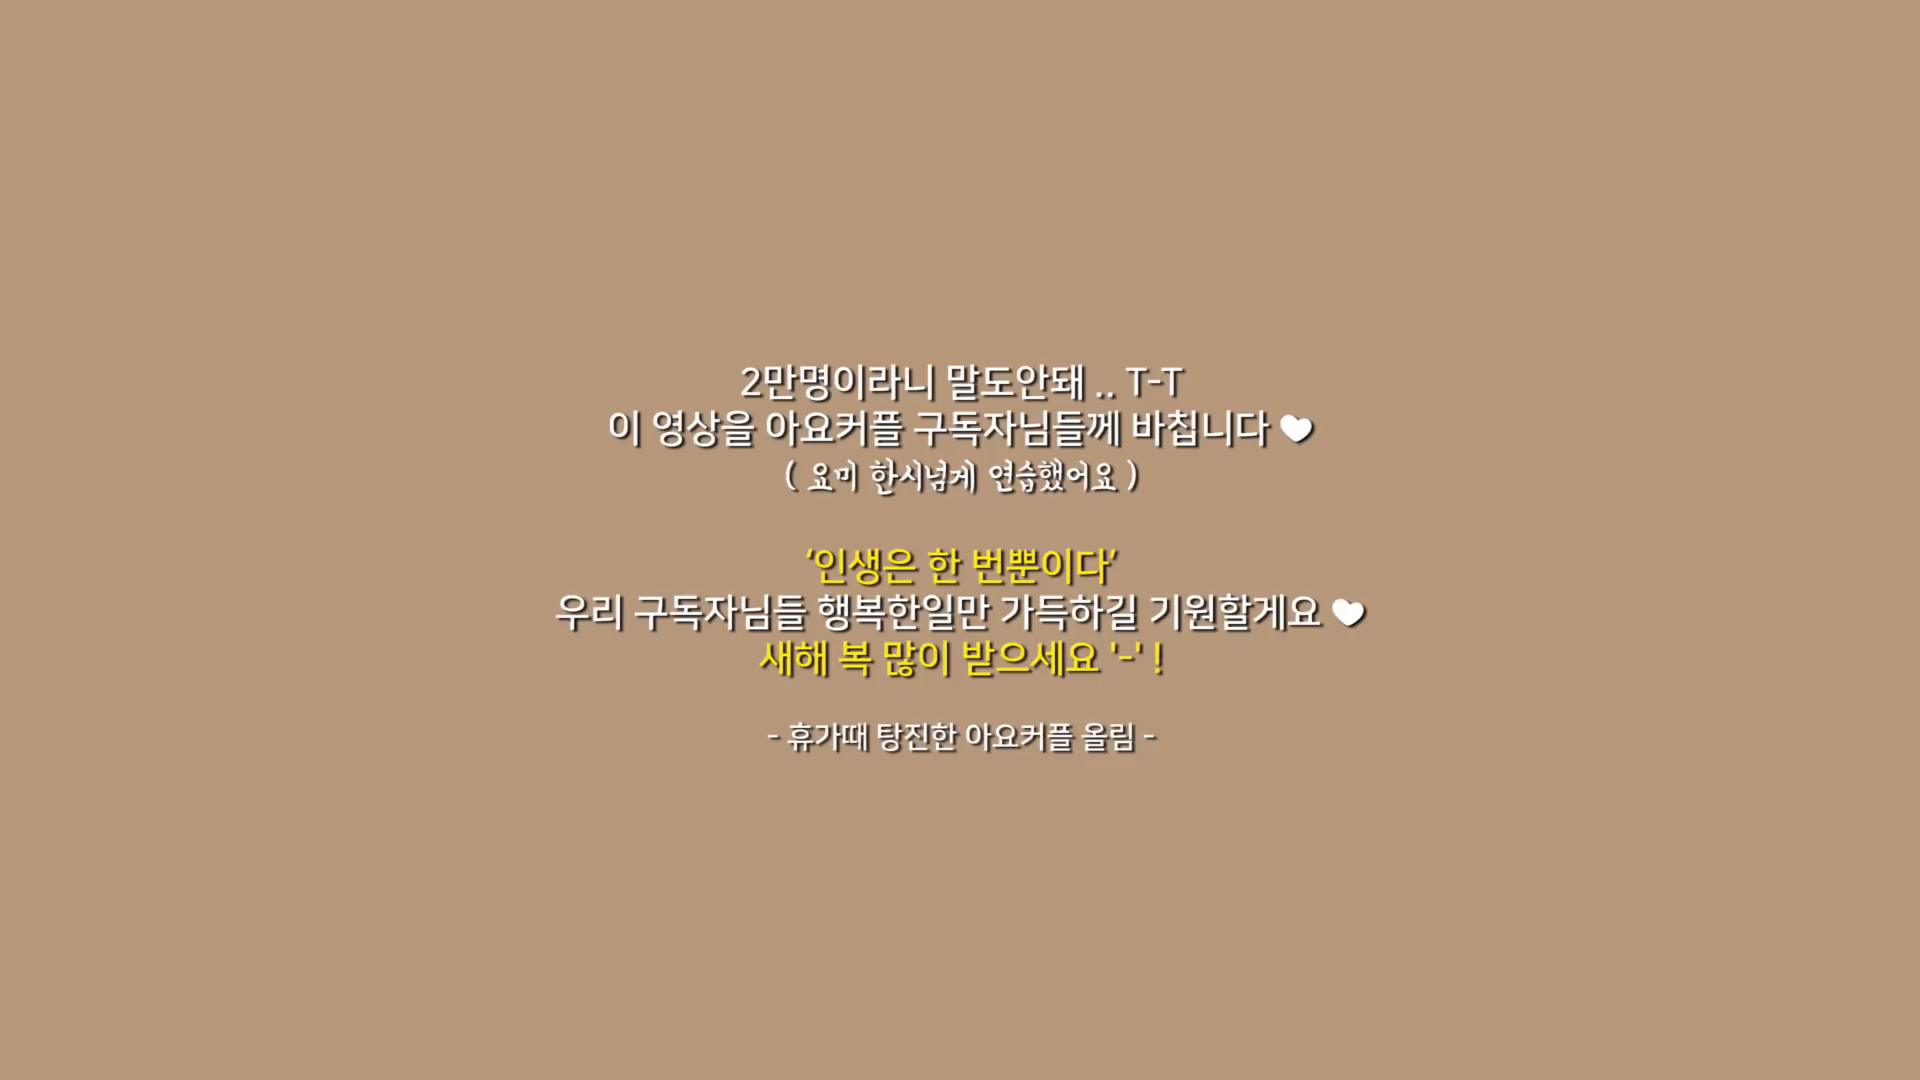 2만명이라니 말도안돼 .. T-T
이 영상을 아요커플 구독자님들께 바칩니다 ♥
( 요미 한시넘게 연습했어요 )
‘인생은 한 번뿐이다’
우리 구독자님들 행복한일만 가득하길 기원할게요 ♥
새해 복 많이 받으세요 '-' !
- 휴가때 탕진한 아요커플 올림 -